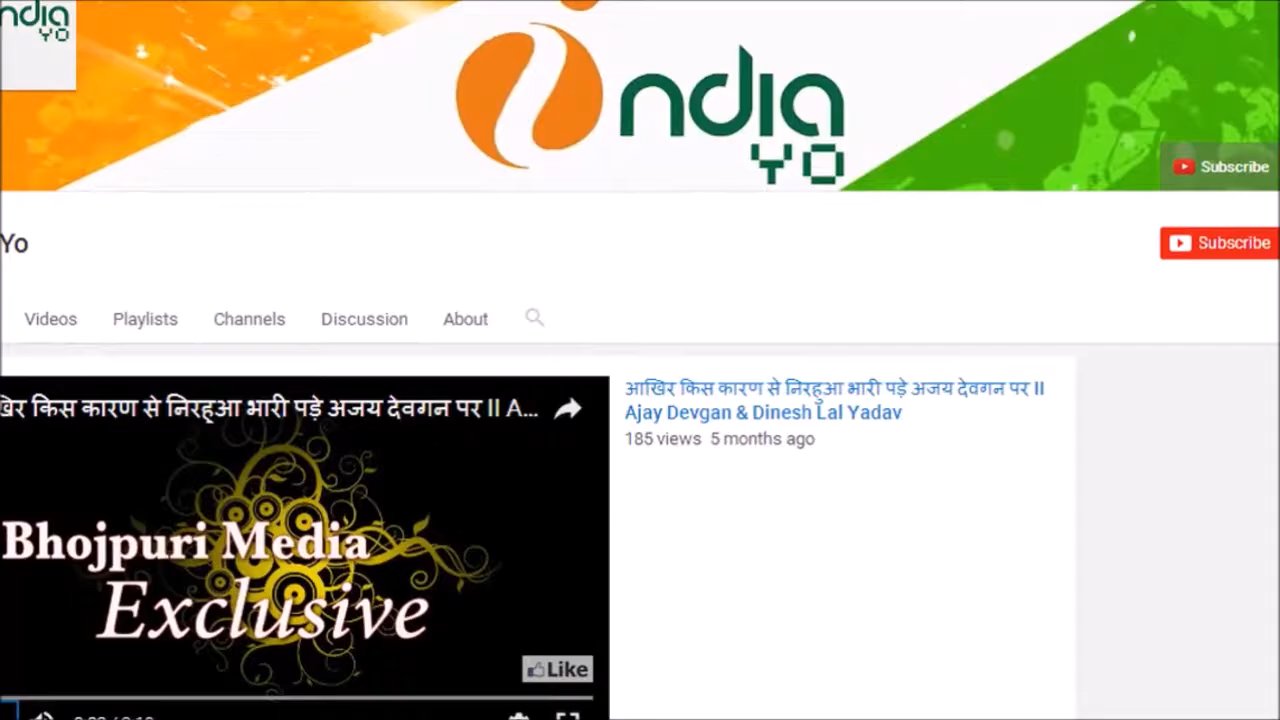 ndia
YO
ndia
YO
Subscribe
Yo
Subscribe
Videos Playlists Channels Discussion About
आखिर किस कारण से निरहुआ भारी पड़े अजय देवगन पर II
Ajay Devgan & Dinesh Lal Yadav
185 views 5 months ago
किस कारण से निरहुआ भारी पड़े अजय देवगन पर II A...
Bhojpuri Media
Exclusive
Like